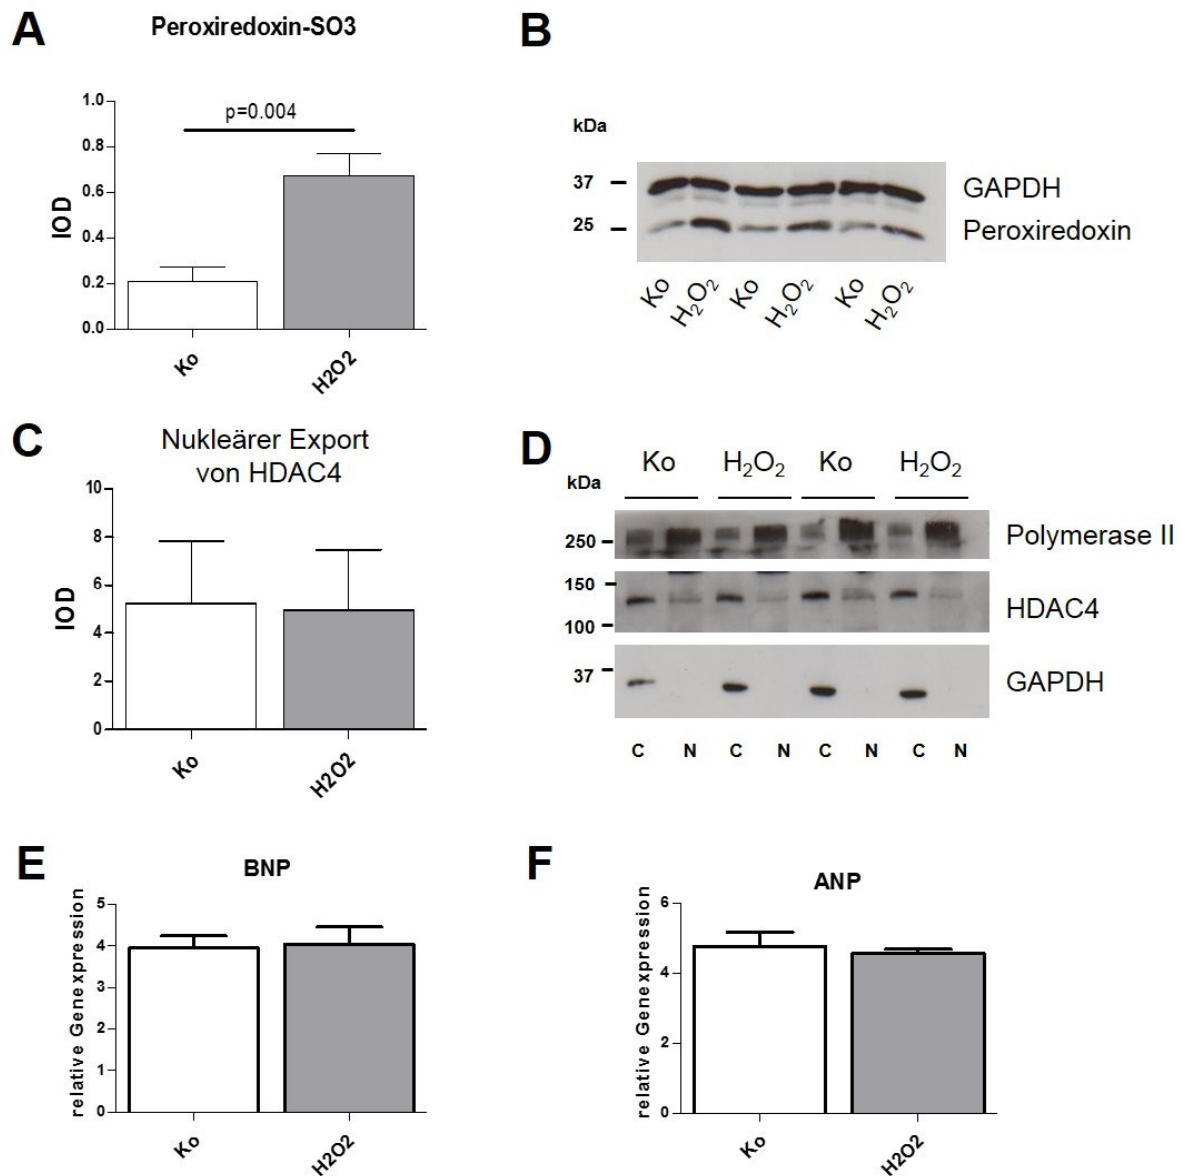 A
Peroxiredoxin-SO3
p=0.004
IOD
1.0
0.8
0.6
0.4
0.2
0.0
Ko
H2O2
B
kDa
37
25
GAPDH
Peroxiredoxin
Ko
H₂O₂
Ko
H₂O₂
Ko
H₂O₂
C
Nukleärer Export
von HDAC4
IOD
10
8
6
4
2
0
Ko
H2O2
D
Ko H₂O₂ Ko H₂O₂
kDa
250
Polymerase II
150
100
HDAC4
37
GAPDH
C N C N C N C N
E
BNP
relative Genexpression
5
4
3
2
1
0
Ko
H2O2
F
ANP
relative Genexpression
6
4
2
0
Ko
H2O2